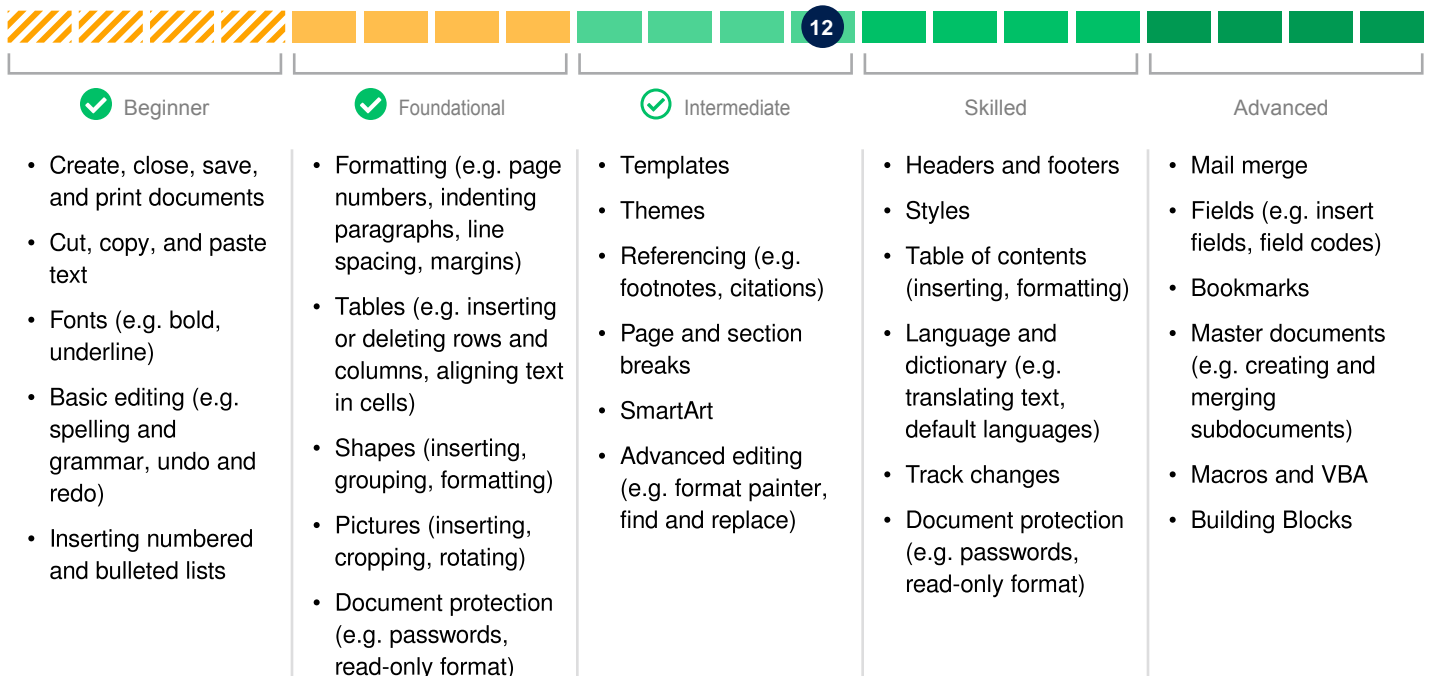 12
Beginner
Foundational
Intermediate
Skilled
Advanced
• Create, close, save,
and print documents
• Cut, copy, and paste
text
• Fonts (e.g. bold,
underline)
• Basic editing (e.g.
spelling and
grammar, undo and
redo)
• Inserting numbered
and bulleted lists
• Formatting (e.g. page
numbers, indenting
paragraphs, line
spacing, margins)
• Tables (e.g. inserting
or deleting rows and
columns, aligning text
in cells)
• Shapes (inserting,
grouping, formatting)
• Pictures (inserting,
cropping, rotating)
• Document protection
(e.g. passwords,
read-only format)
• Templates
• Themes
• Referencing (e.g.
footnotes, citations)
• Page and section
breaks
• SmartArt
• Advanced editing
(e.g. format painter,
find and replace)
• Headers and footers
• Styles
• Table of contents
(inserting, formatting)
• Language and
dictionary (e.g.
translating text,
default languages)
• Track changes
• Document protection
(e.g. passwords,
read-only format)
• Mail merge
• Fields (e.g. insert
fields, field codes)
• Bookmarks
• Master documents
(e.g. creating and
merging
subdocuments)
• Macros and VBA
• Building Blocks